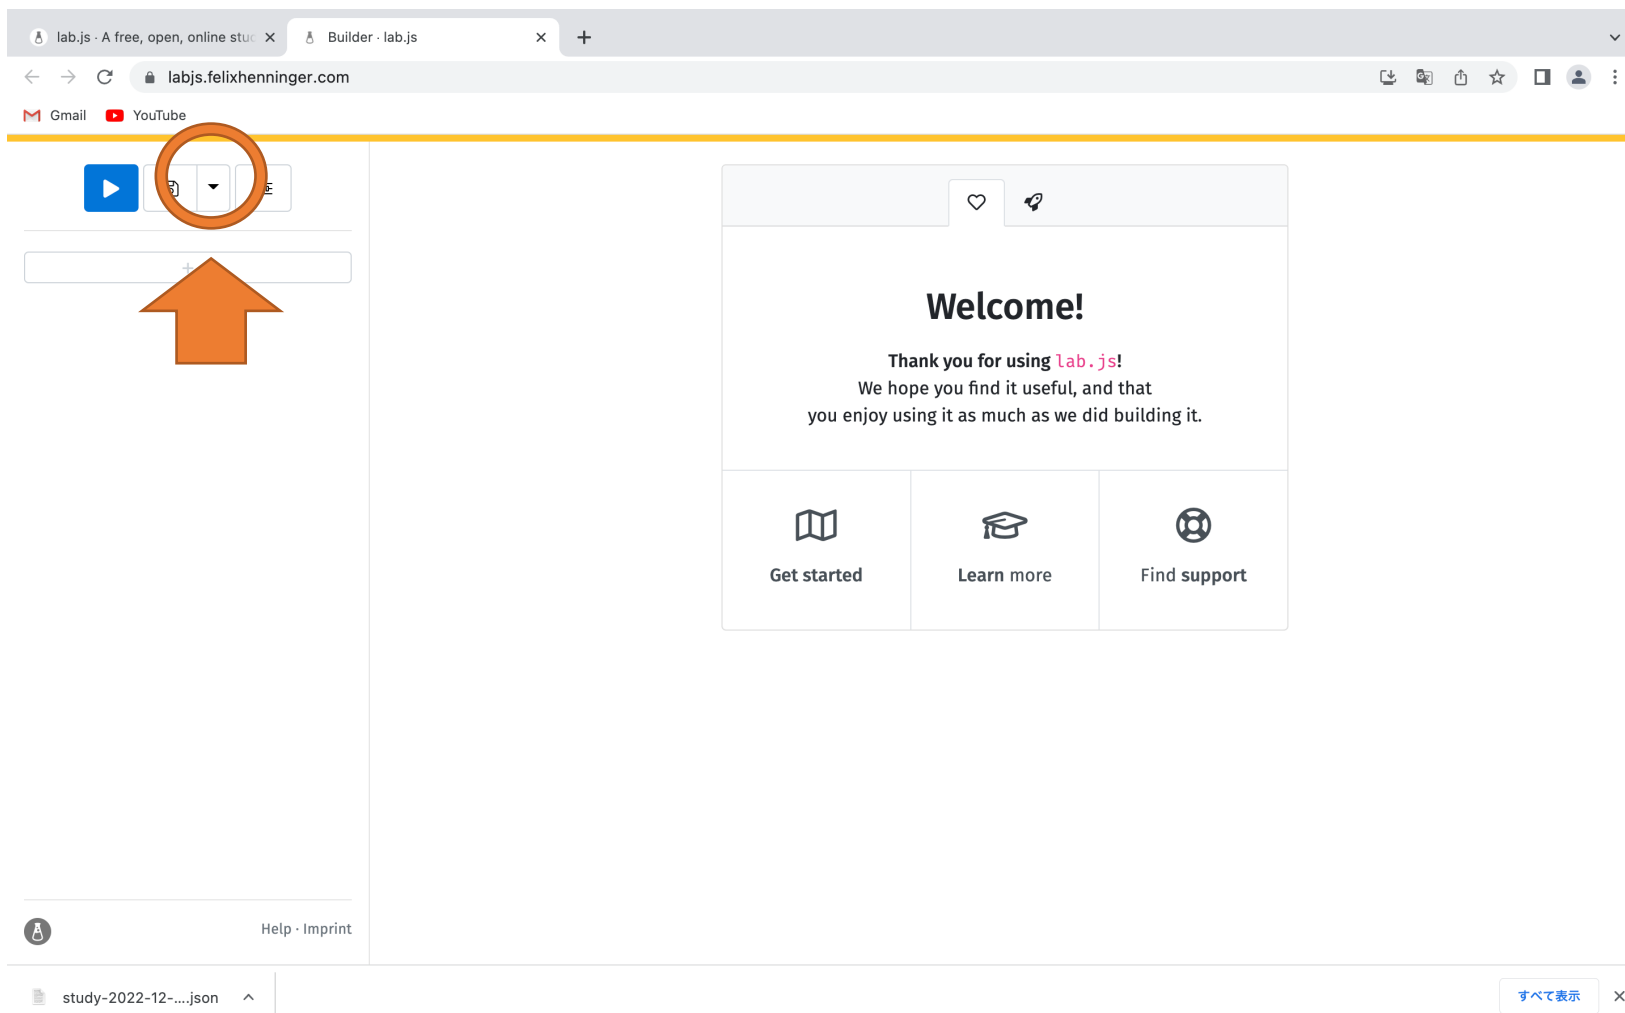 lab.js · A free, open, online stud
Builder · lab.js
labjs.felixhenninger.com
Gmail
YouTube
Welcome!
Thank you for using lab.js!
We hope you find it useful, and that
you enjoy using it as much as we did building it.
Get started
Learn more
Find support
Help · Imprint
study-2022-12-....json
すべて表示